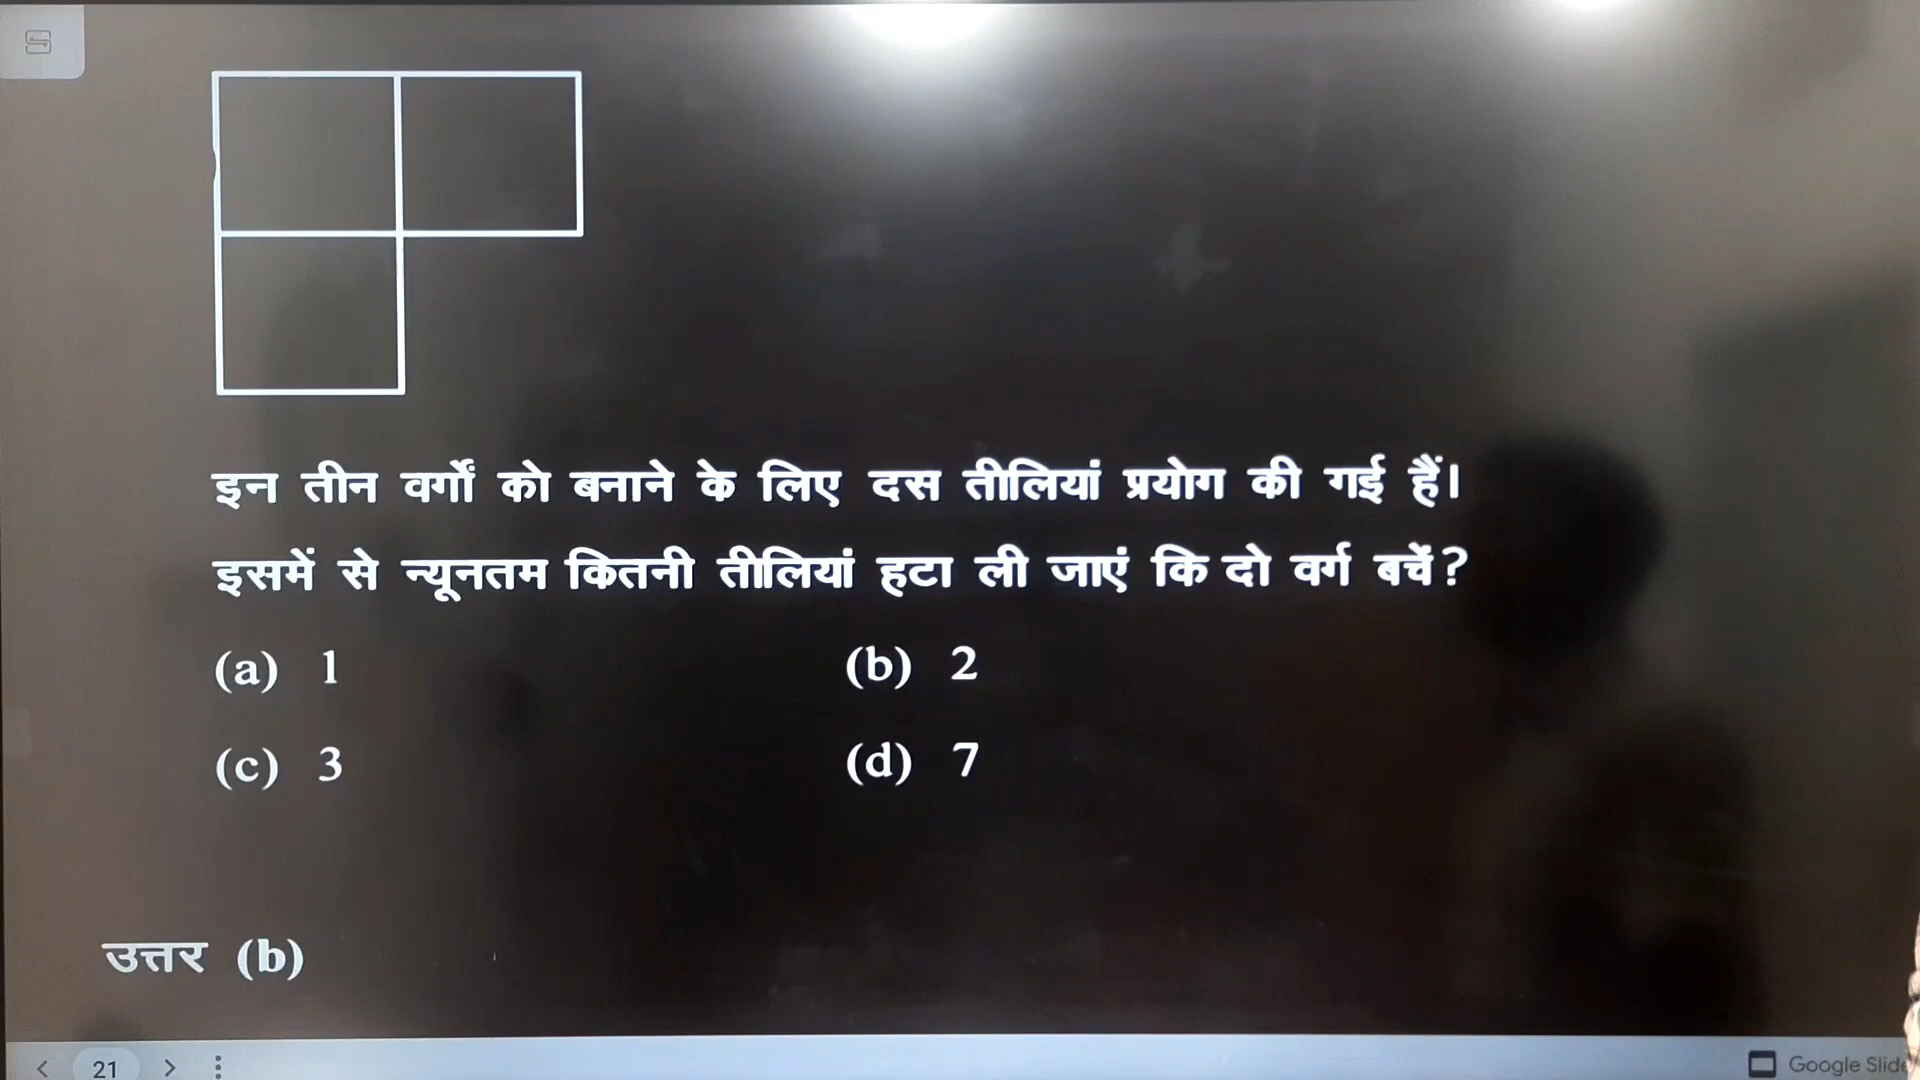 इन तीन वर्गों को बनाने के लिए दस तीलियां प्रयोग की गई हैं।
इसमें से न्यूनतम कितनी तीलियां हटा ली जाएं कि दो वर्ग बचें?
(a) 1 (b) 2
(c) 3 (d) 7
उत्तर (b)
21 Google